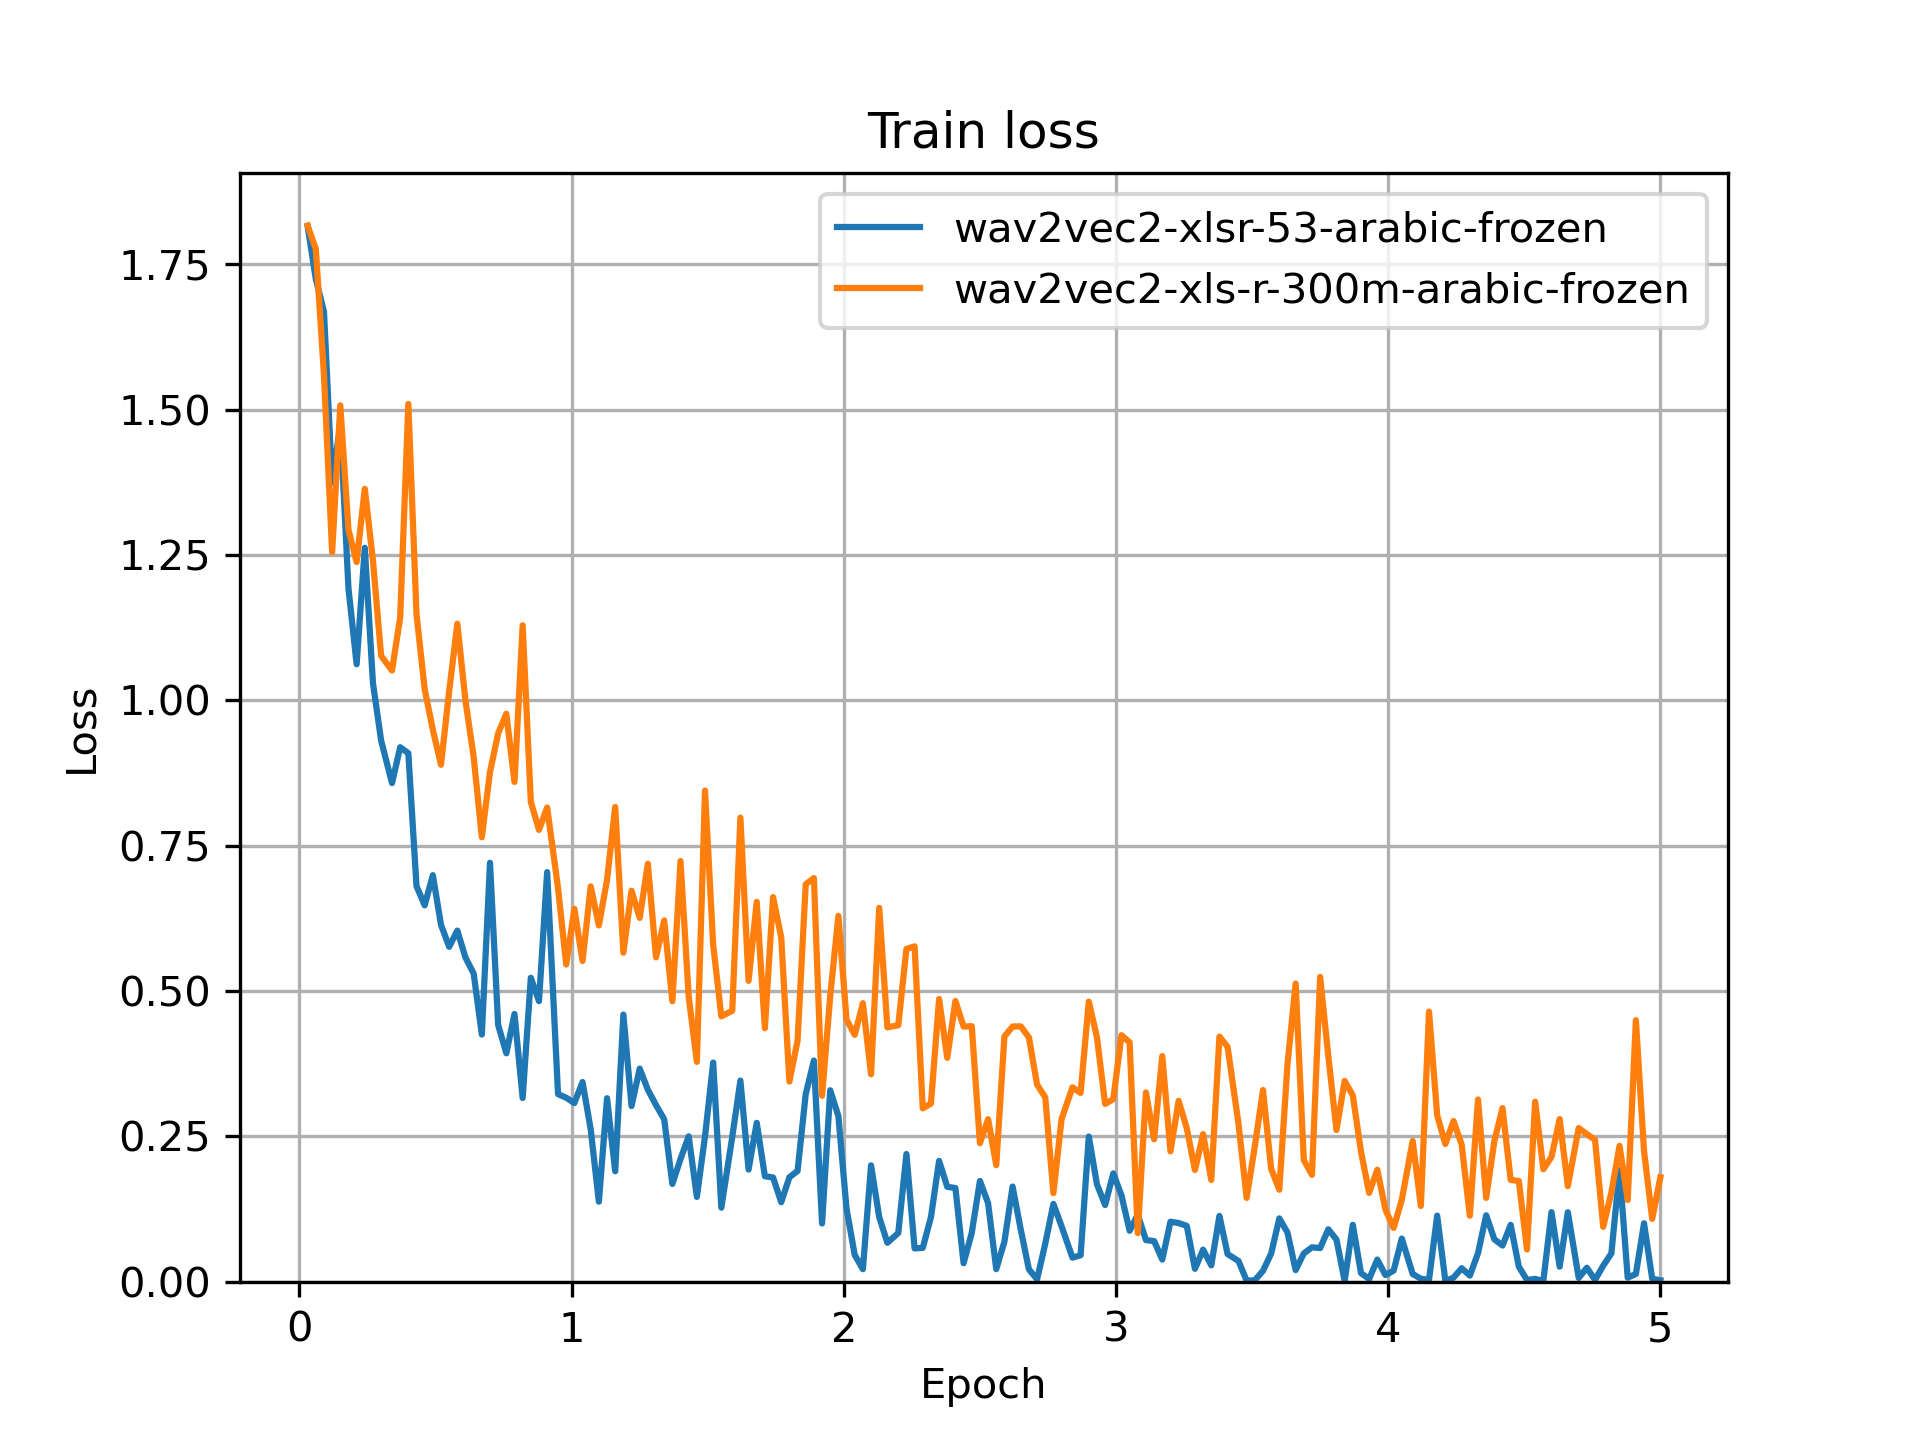 Train loss
wav2vec2-xlsr-53-arabic-frozen
wav2vec2-xls-r-300m-arabic-frozen
1.75
1.50
1.25
1.00
0.75
0.50
0.25
0.00
Loss
0 1 2 3 4 5
Epoch